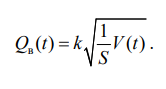 Q_в(t) = k√(1/S V(t)) .